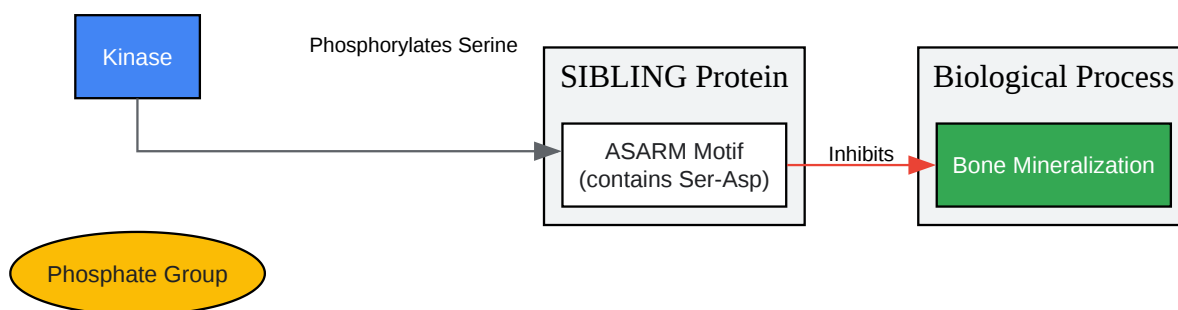 Kinase
Phosphorylates Serine
SIBLING Protein
ASARM Motif
(contains Ser-Asp)
Inhibits
Biological Process
Bone Mineralization
Phosphate Group